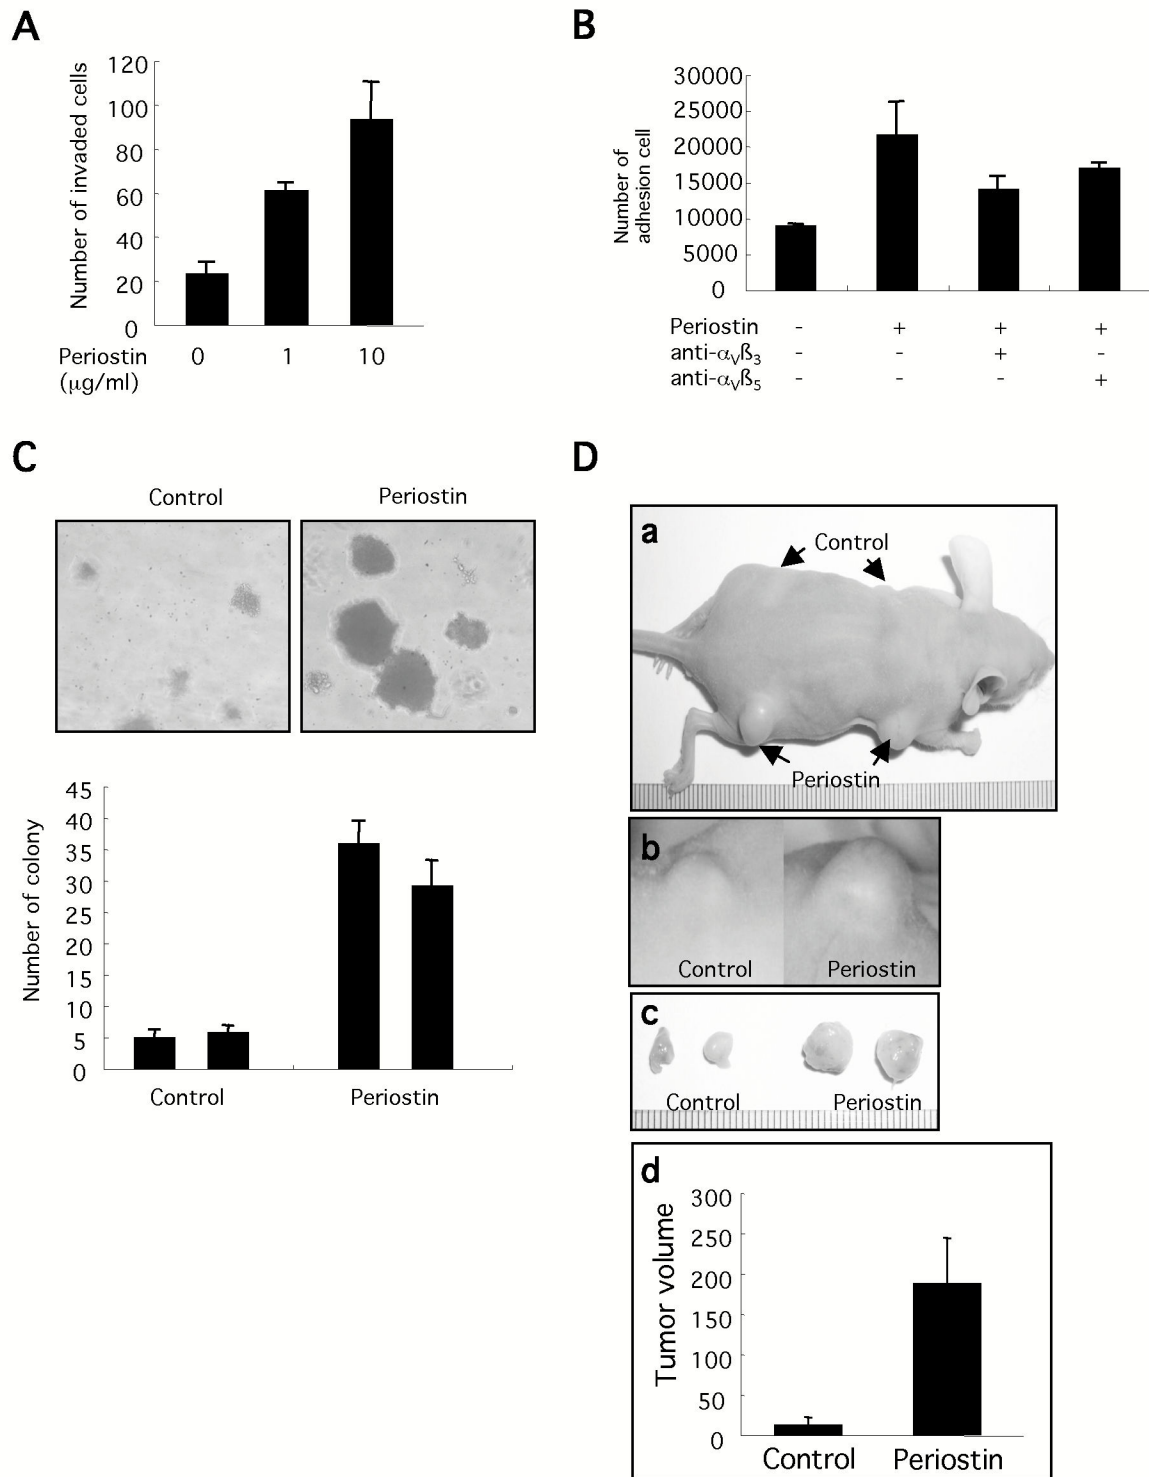 A
Number of invaded cells
120
100
80
60
40
20
0
Periostin 0 1 10
(μg/ml)
B
Number of
adhesion cell
30000
25000
20000
15000
10000
5000
0
Periostin - + + +
anti-αVß3 - - + -
anti-αVß5 - - - +
C
Control Periostin
Number of colony
45
40
35
30
25
20
15
10
5
0
Control Periostin
D
a
Control
Periostin
b
Control Periostin
c
Control Periostin
d
Tumor volume
300
250
200
150
100
50
0
Control Periostin